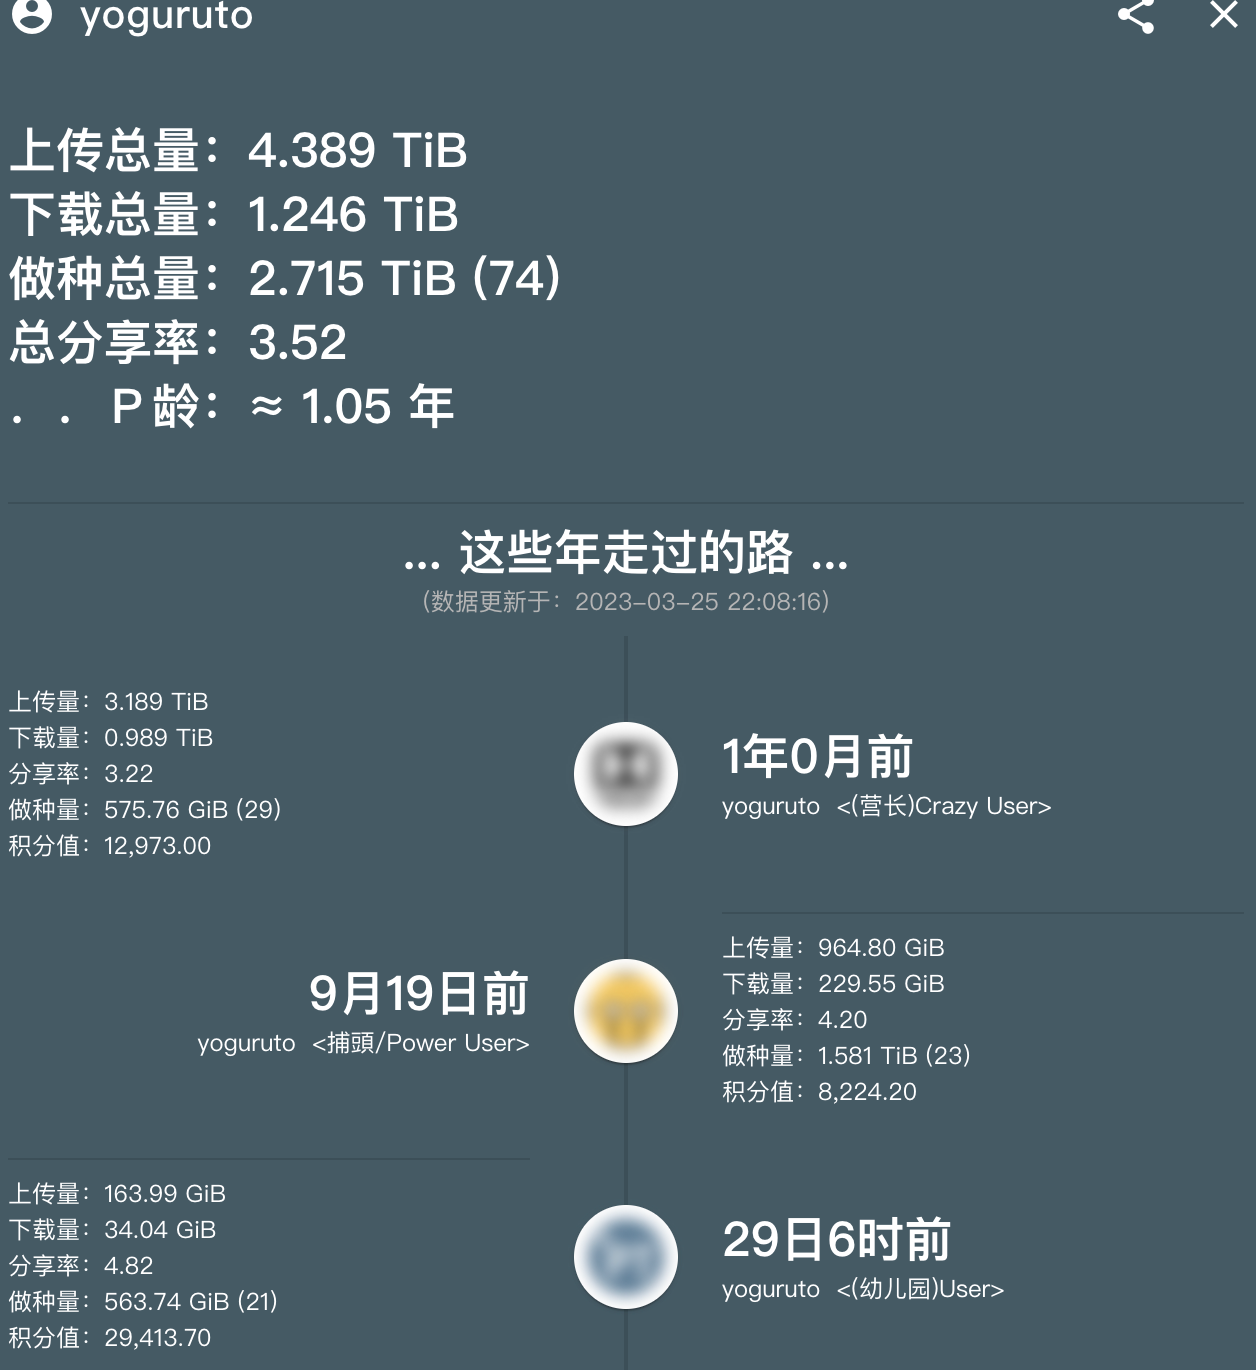 yoguruto
上传总量：4.389 TiB
下载总量：1.246 TiB
做种总量：2.715 TiB (74)
总分享率：3.52
．．Ｐ龄：≈ 1.05 年
... 这些年走过的路 ...
(数据更新于：2023-03-25 22:08:16)
上传量：3.189 TiB
下载量：0.989 TiB
分享率：3.22
做种量：575.76 GiB (29)
积分值：12,973.00
1年0月前
yoguruto <(营长)Crazy User>
9月19日前
yoguruto <捕頭/Power User>
上传量：964.80 GiB
下载量：229.55 GiB
分享率：4.20
做种量：1.581 TiB (23)
积分值：8,224.20
上传量：163.99 GiB
下载量：34.04 GiB
分享率：4.82
做种量：563.74 GiB (21)
积分值：29,413.70
29日6时前
yoguruto <(幼儿园)User>